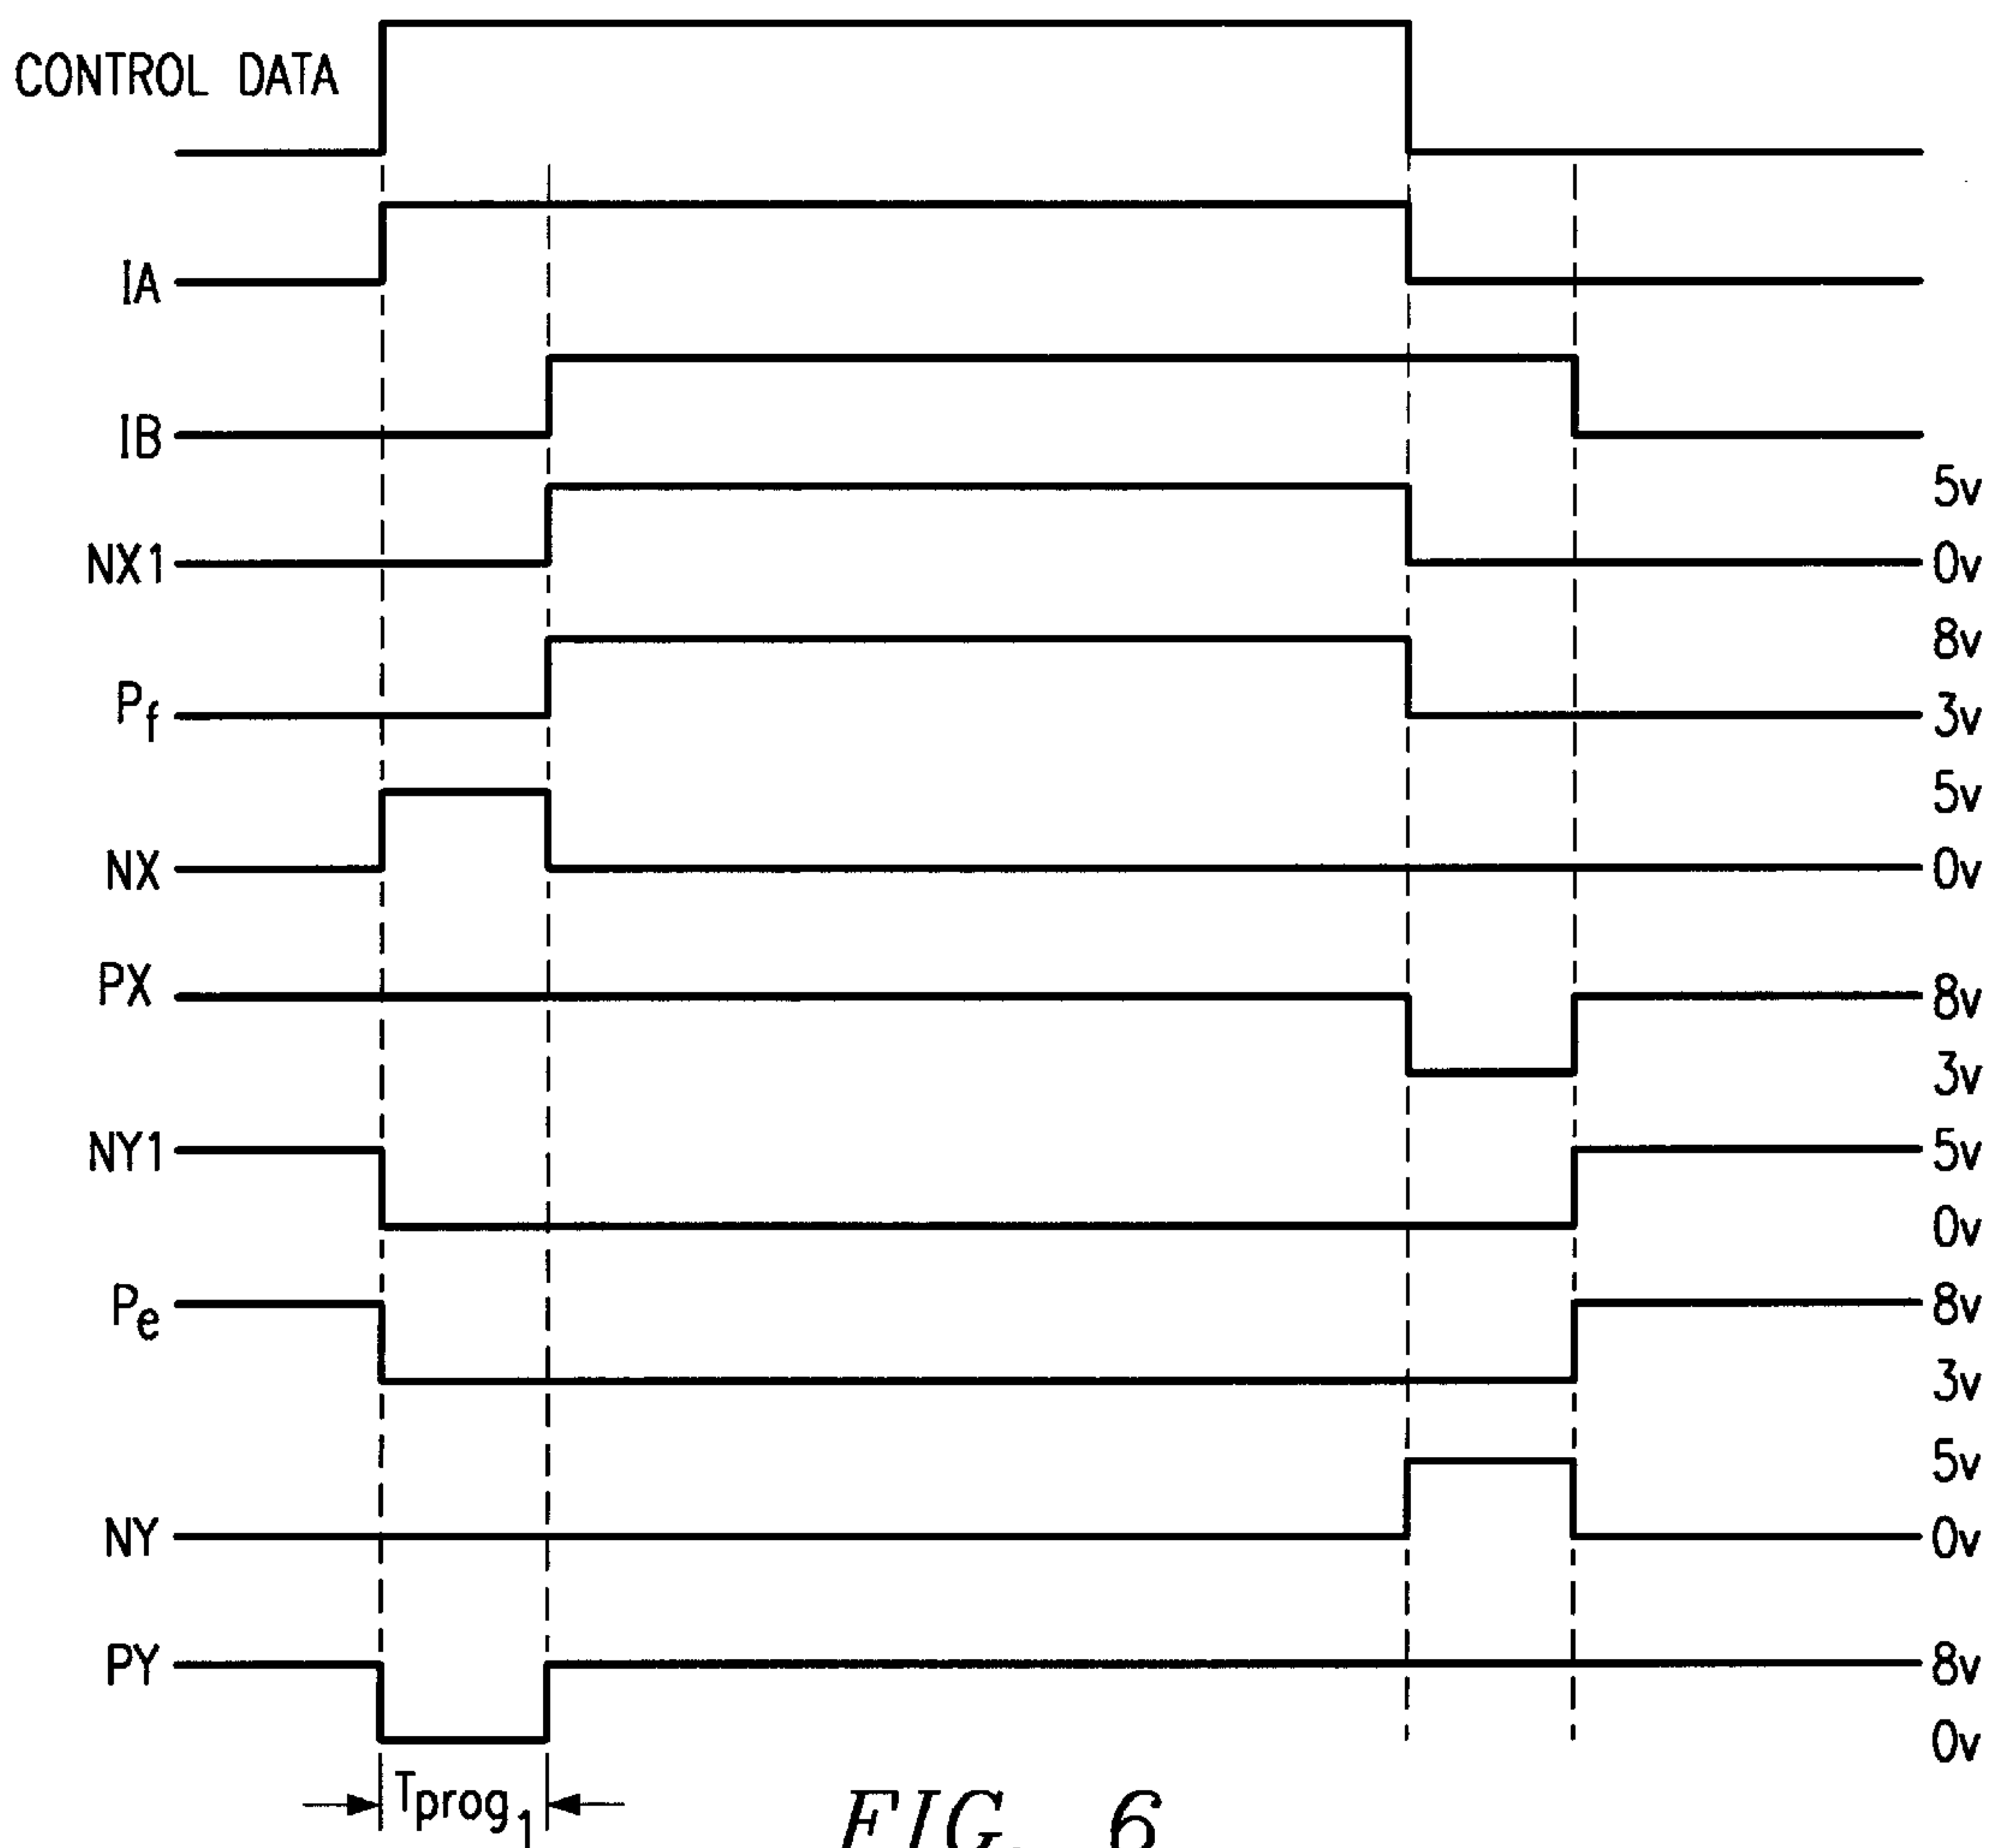 CONTROL DATA
IA
IB
5v
NX1 0v
8v
Pf 3v
5v
NX 0v
PX 8v
3v
NY1 5v
0v
Pe 8v
3v
5v
NY 0v
PY 8v
0v
Tprog1
FIG. 6